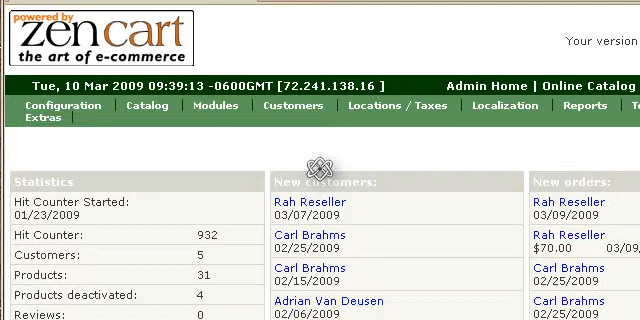 powered by
zen cart
the art of e-commerce
Your version
Tue, 10 Mar 2009 09:39:13 -0600GMT [72.241.138.16 ]
Admin Home | Online Catalog
Configuration | Catalog | Modules | Customers | Locations / Taxes | Localization | Reports |
Extras |
Statistics
Hit Counter Started:
01/23/2009
Hit Counter: 932
Customers: 5
Products: 31
Products deactivated: 4
Reviews: 0
New customers:
Rah Reseller
03/07/2009
Carl Brahms
02/25/2009
Carl Brahms
02/15/2009
Adrian Van Deusen
02/06/2009
New orders:
Rah Reseller
03/09/2009
Rah Reseller
$70.00 03/09,
Carl Brahms
02/25/2009
Carl Brahms
02/25/2009